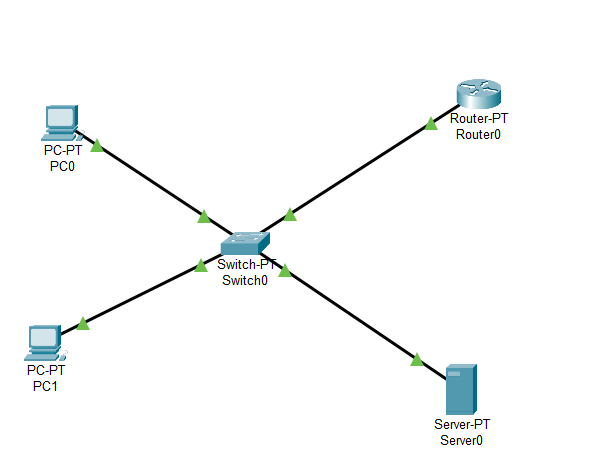 Router-PT
Router0
PC-PT
PC0
Switch-PT
Switch0
PC-PT
PC1
Server-PT
Server0